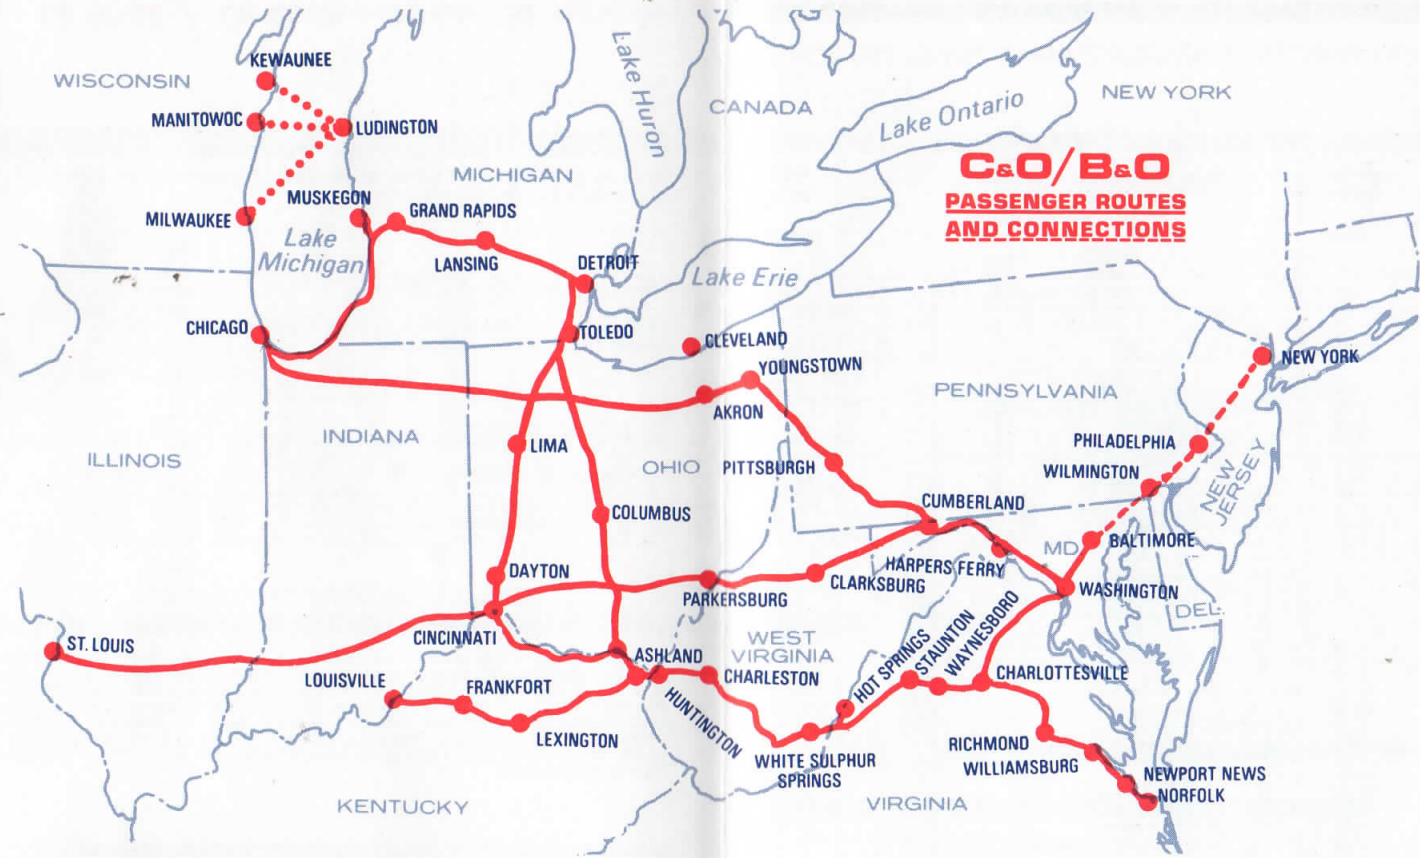 KEWAUNEE
WISCONSIN
MANITOWOC
LUDINGTON
MILWAUKEE
MUSKEGON
GRAND RAPIDS
LANSING
MICHIGAN
Lake
Michigan
Lake Huron
CANADA
Lake Ontario
NEW YORK
C&O/B&O
PASSENGER ROUTES
AND CONNECTIONS
DETROIT
Lake Erie
CHICAGO
TOLEDO
CLEVELAND
YOUNGSTOWN
NEW YORK
AKRON
PENNSYLVANIA
INDIANA
ILLINOIS
LIMA
OHIO
PITTSBURGH
PHILADELPHIA
WILMINGTON
NEW
JERSEY
COLUMBUS
CUMBERLAND
MD
BALTIMORE
HARPERS FERRY
DAYTON
CLARKSBURG
PARKERSBURG
WASHINGTON
DEL.
CINCINNATI
WEST
VIRGINIA
ST. LOUIS
ASHLAND
HOT SPRINGS
STAUNTON
WAYNESBORO
LOUISVILLE
FRANKFORT
CHARLESTON
CHARLOTTESVILLE
HUNTINGTON
LEXINGTON
WHITE SULPHUR
SPRINGS
RICHMOND
WILLIAMSBURG
NEWPORT NEWS
NORFOLK
KENTUCKY
VIRGINIA